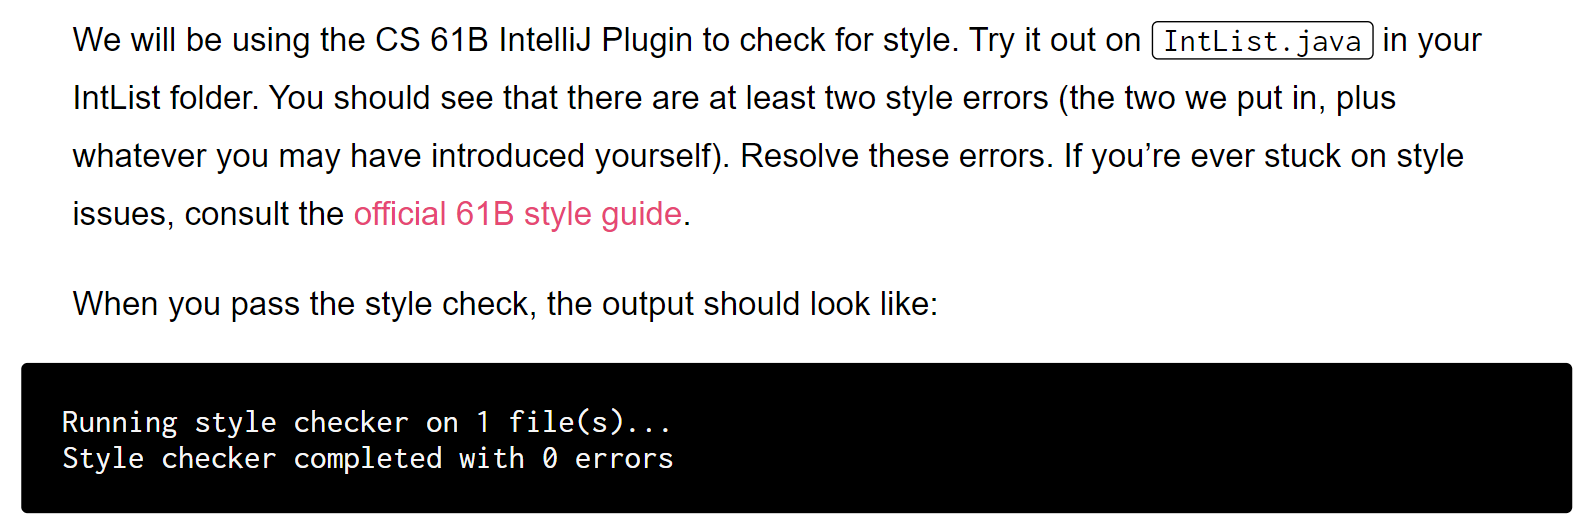 We will be using the CS 61B IntelliJ Plugin to check for style. Try it out on IntList.java in your
IntList folder. You should see that there are at least two style errors (the two we put in, plus
whatever you may have introduced yourself). Resolve these errors. If you’re ever stuck on style
issues, consult the official 61B style guide.
When you pass the style check, the output should look like:
Running style checker on 1 file(s)...
Style checker completed with 0 errors